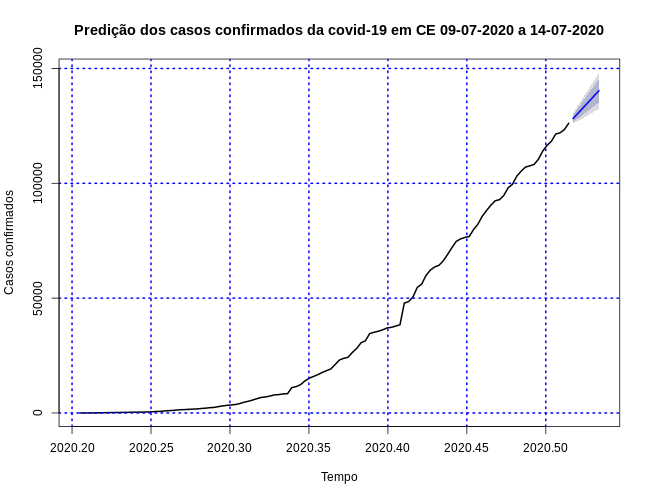 Predição dos casos confirmados da covid-19 em CE 09-07-2020 a 14-07-2020
Casos confirmados
150000
100000
50000
0
2020.20 2020.25 2020.30 2020.35 2020.40 2020.45 2020.50
Tempo